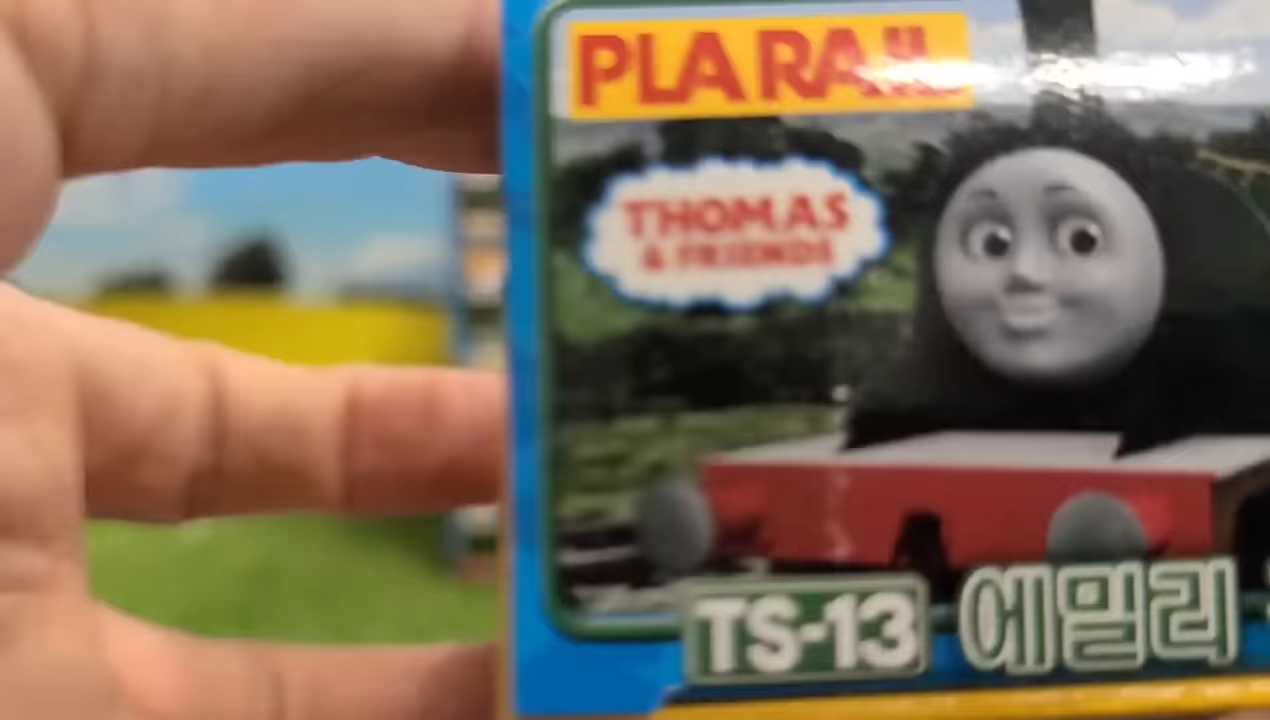 PLARAIL
THOMAS
& FRIENDS
TS-13 에밀리